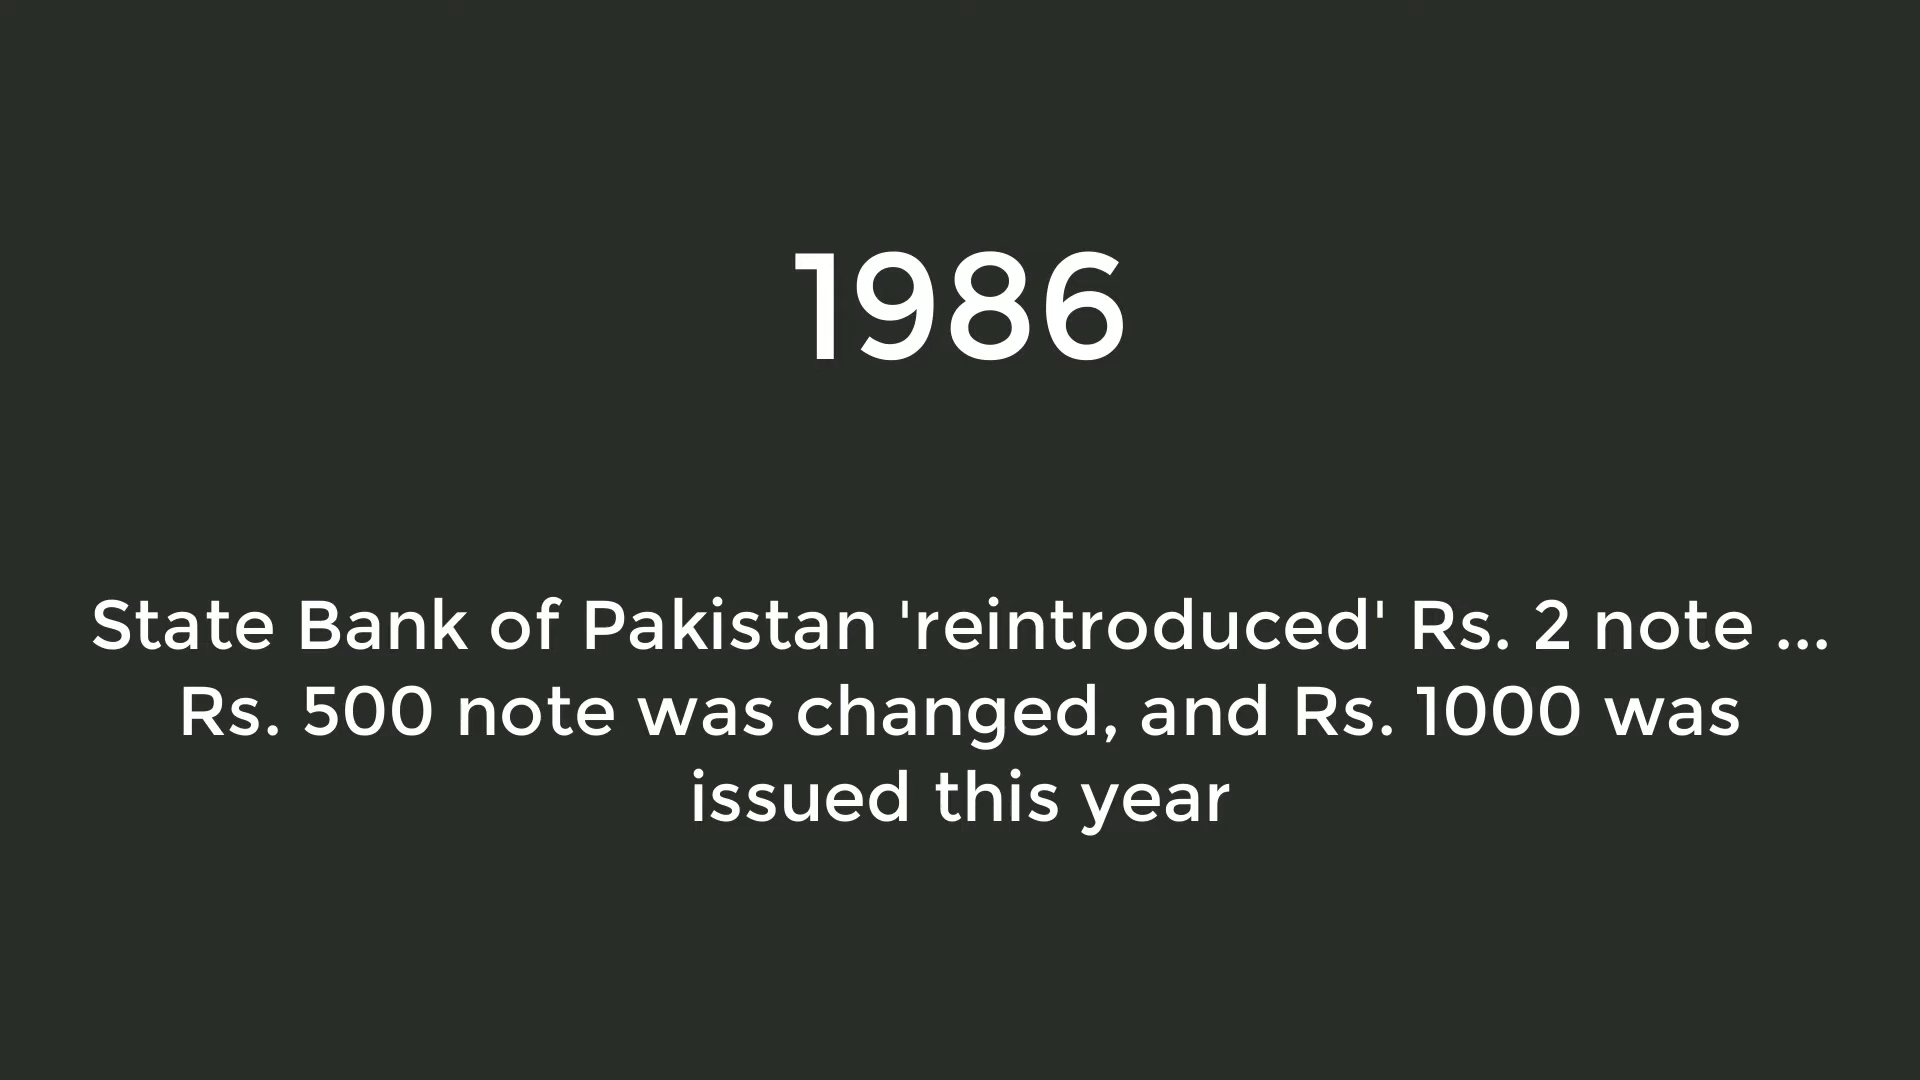 1986
State Bank of Pakistan 'reintroduced' Rs. 2 note ...
Rs. 500 note was changed, and Rs. 1000 was
issued this year